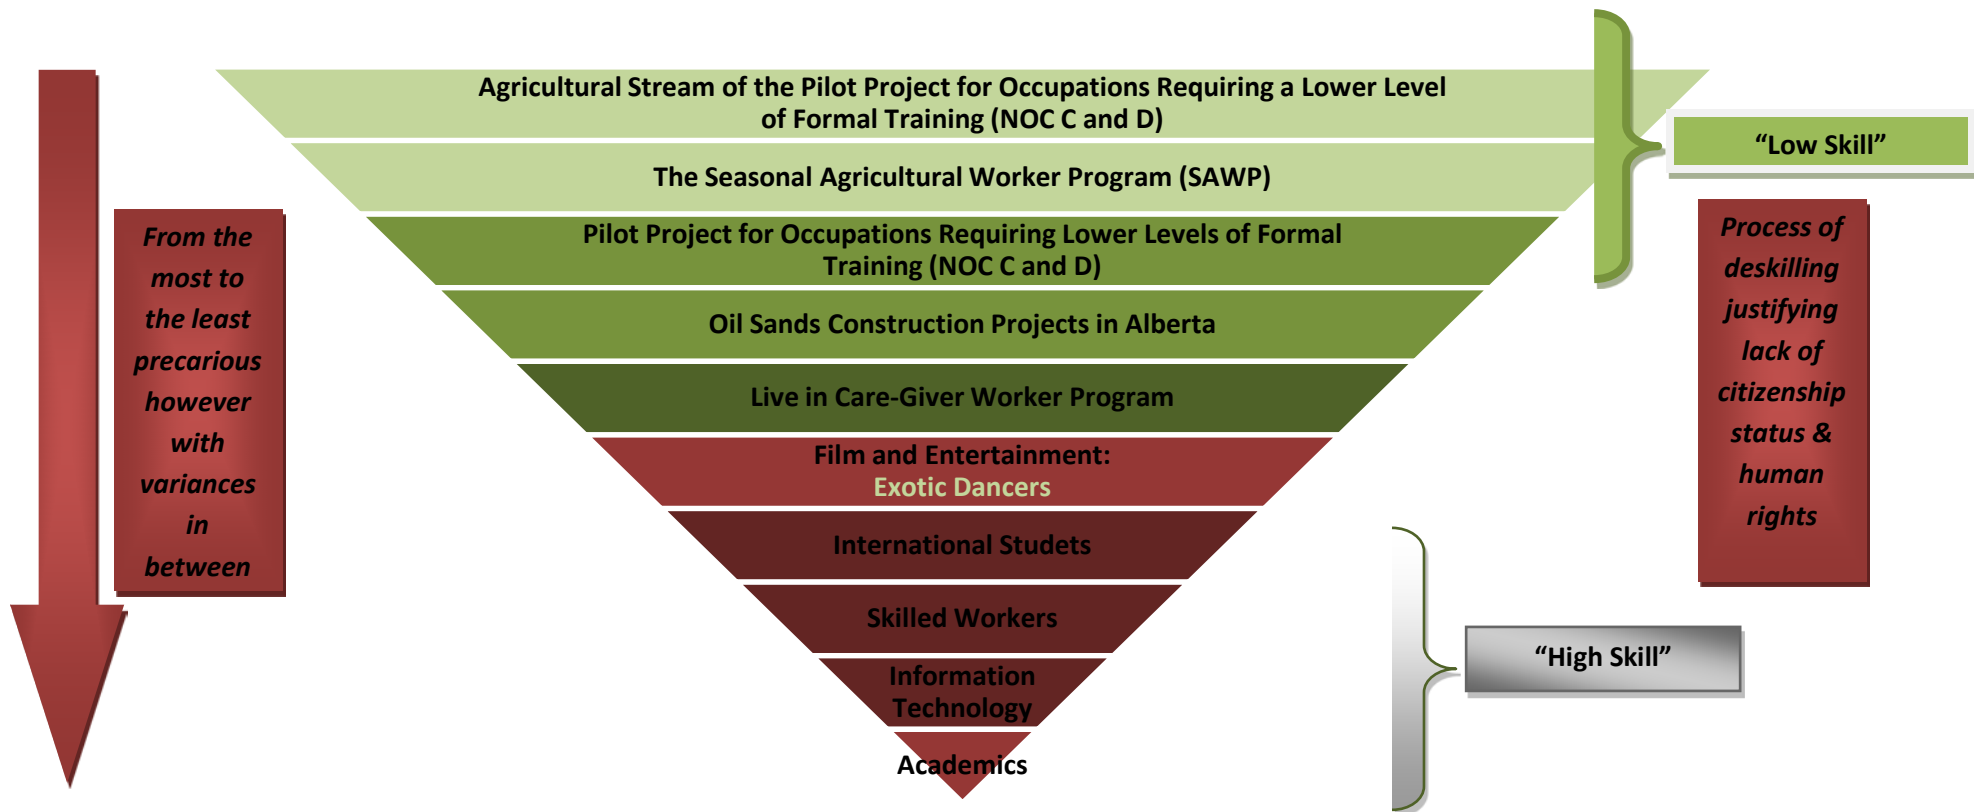 Agricultural Stream of the Pilot Project for Occupations Requiring a Lower Level
of Formal Training (NOC C and D)
The Seasonal Agricultural Worker Program (SAWP)
Pilot Project for Occupations Requiring Lower Levels of Formal
Training (NOC C and D)
Oil Sands Construction Projects in Alberta
Live in Care-Giver Worker Program
Film and Entertainment:
Exotic Dancers
International Studets
Skilled Workers
Information
Technology
Academics
From the
most to
the least
precarious
however
with
variances
in
between
“Low Skill”
Process of
deskilling
justifying
lack of
citizenship
status &
human
rights
“High Skill”